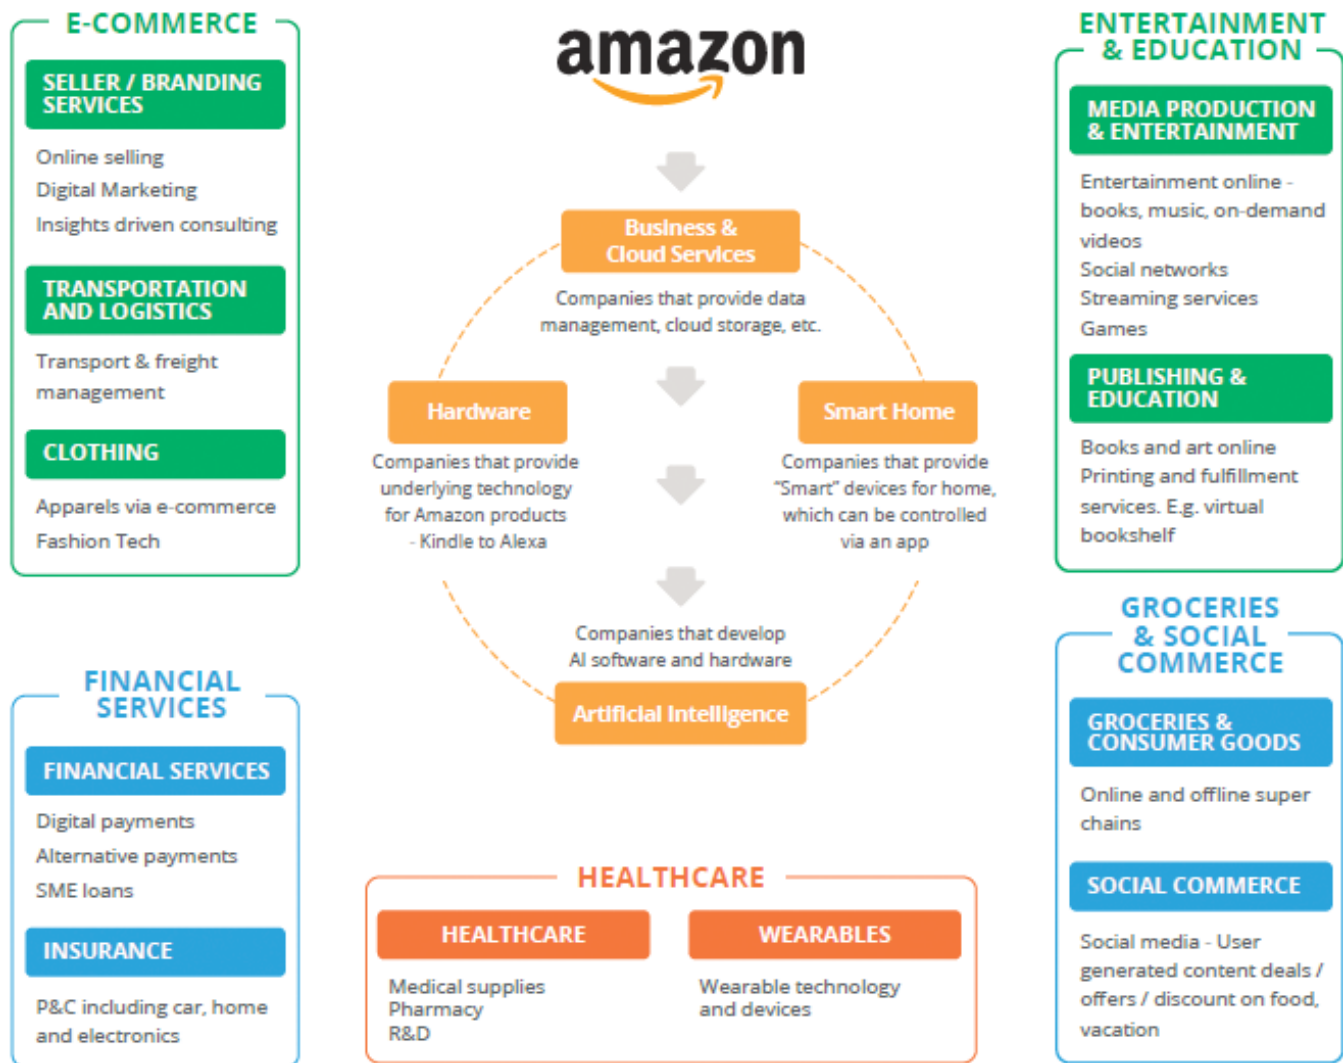 E-COMMERCE
SELLER / BRANDING
SERVICES
Online selling
Digital Marketing
Insights driven consulting
TRANSPORTATION
AND LOGISTICS
Transport & freight
management
CLOTHING
Apparels via e-commerce
Fashion Tech
FINANCIAL
SERVICES
FINANCIAL SERVICES
Digital payments
Alternative payments
SME loans
INSURANCE
P&C including car, home
and electronics
amazon
Business &
Cloud Services
Companies that provide data
management, cloud storage, etc.
Hardware
Companies that provide
underlying technology
for Amazon products
- Kindle to Alexa
Smart Home
Companies that provide
“Smart” devices for home,
which can be controlled
via an app
Companies that develop
AI software and hardware
Artificial Intelligence
HEALTHCARE
HEALTHCARE
Medical supplies
Pharmacy
R&D
WEARABLES
Wearable technology
and devices
ENTERTAINMENT
& EDUCATION
MEDIA PRODUCTION
& ENTERTAINMENT
Entertainment online -
books, music, on-demand
videos
Social networks
Streaming services
Games
PUBLISHING &
EDUCATION
Books and art online
Printing and fulfillment
services. E.g. virtual
bookshelf
GROCERIES
& SOCIAL
COMMERCE
GROCERIES &
CONSUMER GOODS
Online and offline super
chains
SOCIAL COMMERCE
Social media - User
generated content deals /
offers / discount on food,
vacation